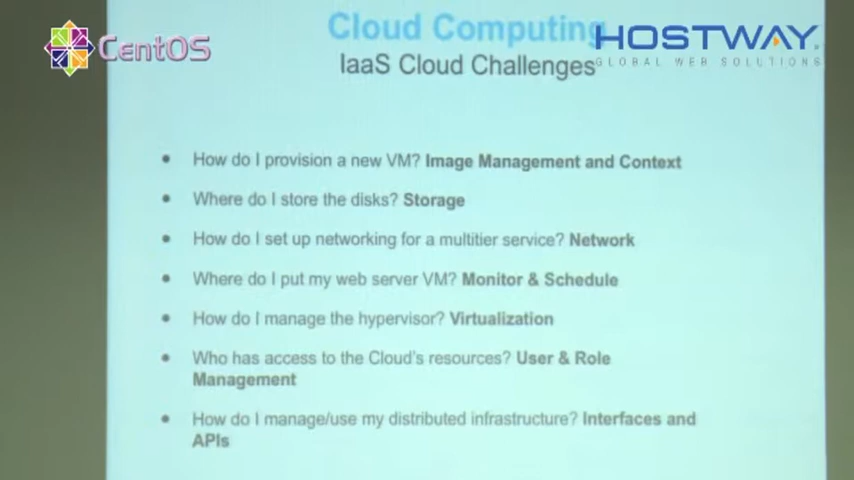 Cloud Computing
CentOS
HOSTWAY.
GLOBAL WEB SOLUTIONS
IaaS Cloud Challenges
• How do I provision a new VM? Image Management and Context
• Where do I store the disks? Storage
• How do I set up networking for a multitier service? Network
• Where do I put my web server VM? Monitor & Schedule
• How do I manage the hypervisor? Virtualization
• Who has access to the Cloud's resources? User & Role
Management
• How do I manage/use my distributed infrastructure? Interfaces and
APIs